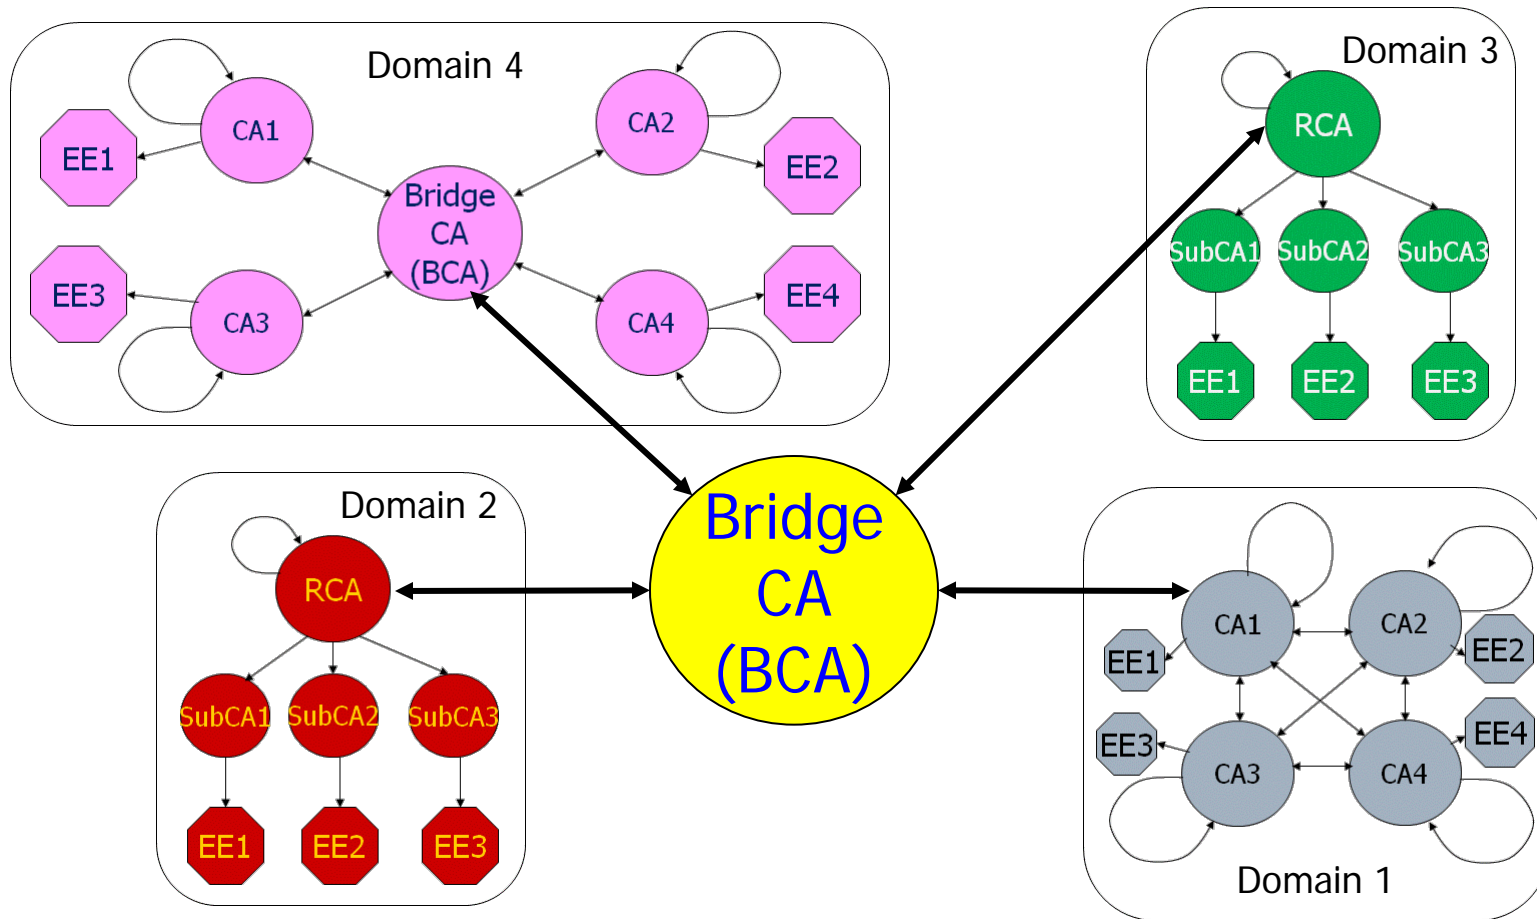 Domain 4
CA1
CA2
EE1
EE2
Bridge
CA
(BCA)
EE3
EE4
CA3
CA4
Domain 3
RCA
SubCA1
SubCA2
SubCA3
EE1
EE2
EE3
Domain 2
RCA
SubCA1
SubCA2
SubCA3
EE1
EE2
EE3
Bridge
CA
(BCA)
CA1
CA2
EE1
EE2
EE3
EE4
CA3
CA4
Domain 1